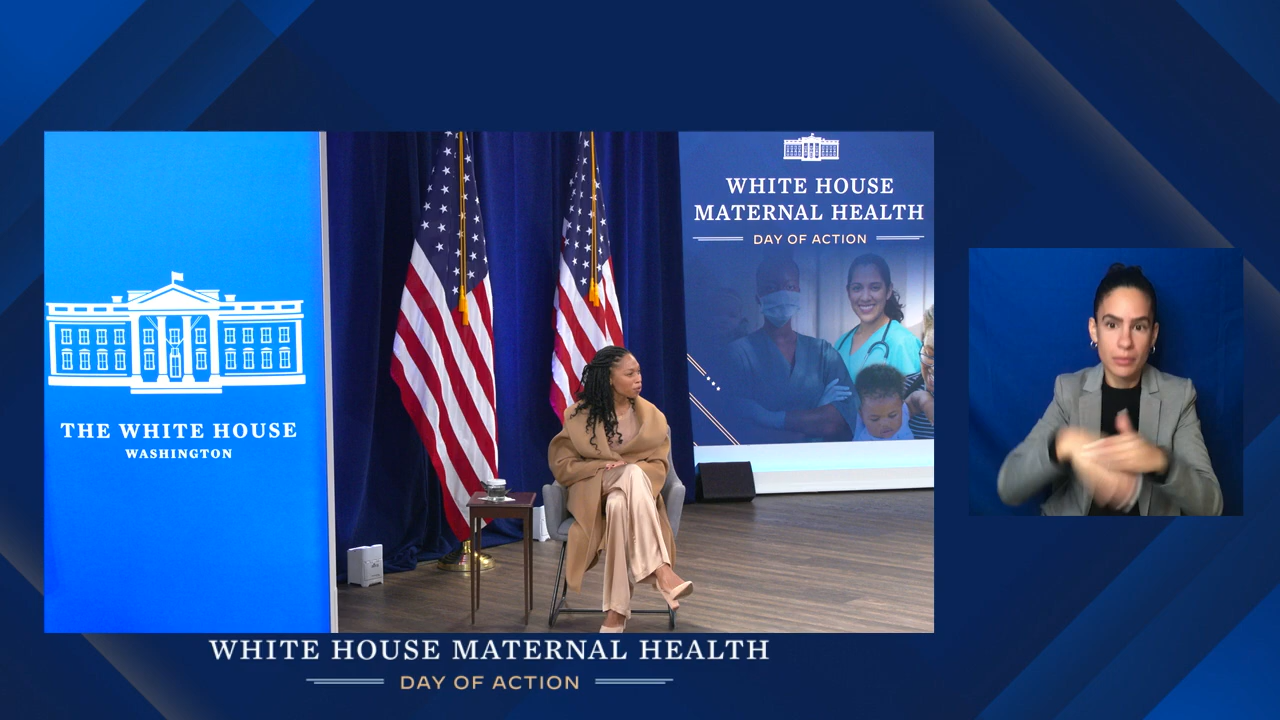 THE WHITE HOUSE
WASHINGTON
WHITE HOUSE
MATERNAL HEALTH
DAY OF ACTION
WHITE HOUSE MATERNAL HEALTH
DAY OF ACTION